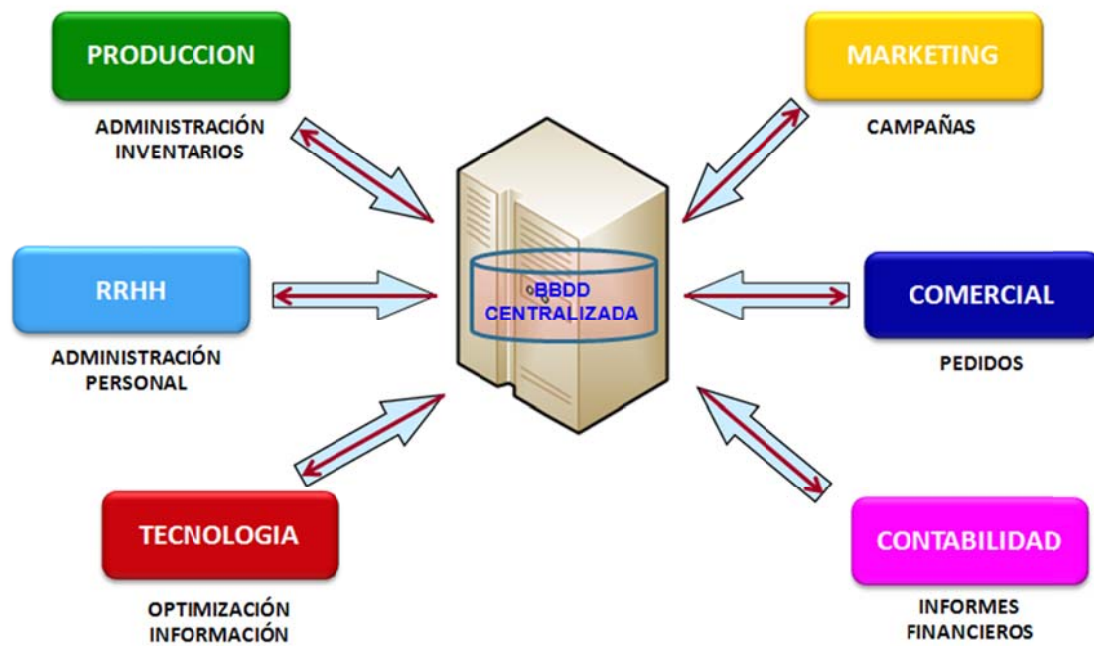 PRODUCCION
ADMINISTRACIÓN
INVENTARIOS
MARKETING
CAMPAÑAS
RRHH
ADMINISTRACIÓN
PERSONAL
BBDD
CENTRALIZADA
COMERCIAL
PEDIDOS
TECNOLOGIA
OPTIMIZACIÓN
INFORMACIÓN
CONTABILIDAD
INFORMES
FINANCIEROS